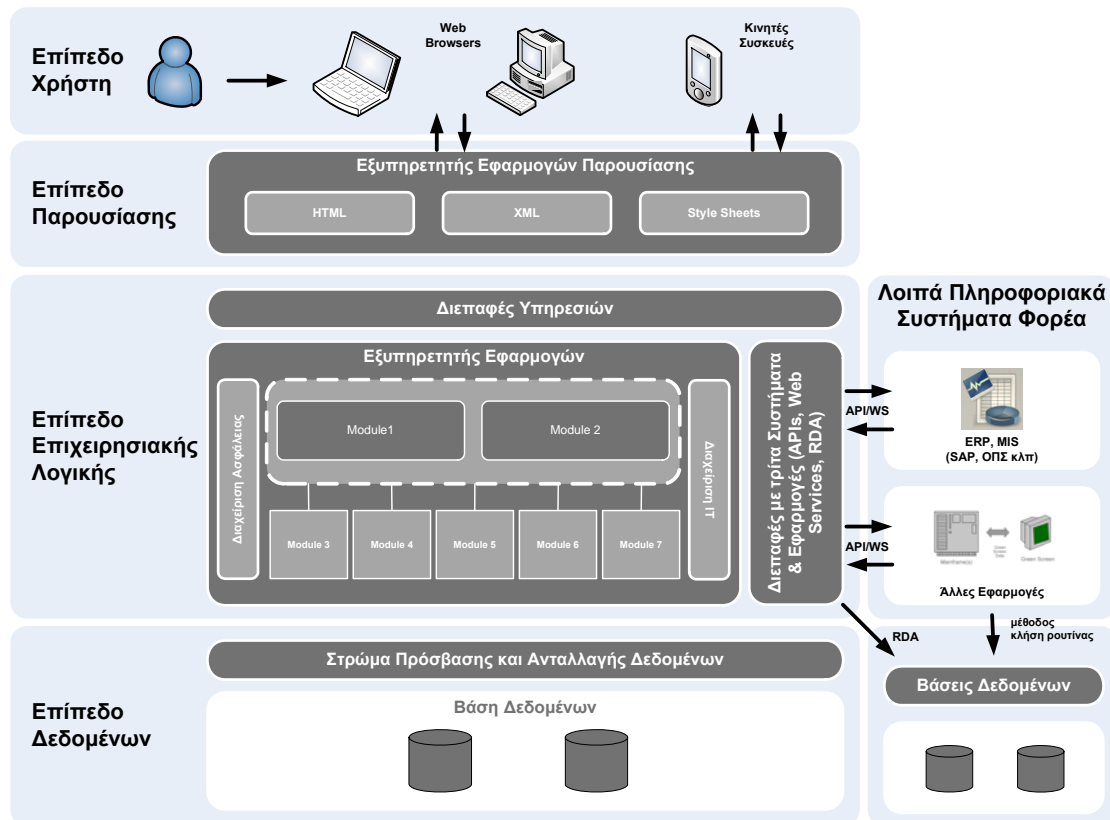 Επίπεδο
Χρήστη
Web
Browsers
Κινητές
Συσκευές
Επίπεδο
Παρουσίασης
Εξυπηρετητής Εφαρμογών Παρουσίασης
HTML
XML
Style Sheets
Επίπεδο
Επιχειρησιακής
Λογικής
Διεπαφές Υπηρεσιών
Εξυπηρετητής Εφαρμογών
Διαχείριση Ασφάλειας
Module1
Module 2
Διαχείριση IT
Module 3
Module 4
Module 5
Module 6
Module 7
Διεπαφές με τρίτα Συστήματα
& Εφαρμογές (APIs, Web
Services, RDA)
Λοιπά Πληροφοριακά
Συστήματα Φορέα
API/WS
ERP, MIS
(SAP, ΟΠΣ κλπ)
API/WS
Mainframe(s)
Green Screen
Άλλες Εφαρμογές
RDA
μέθοδος
κλήση ρουτίνας
Επίπεδο
Δεδομένων
Στρώμα Πρόσβασης και Ανταλλαγής Δεδομένων
Βάση Δεδομένων
Βάσεις Δεδομένων